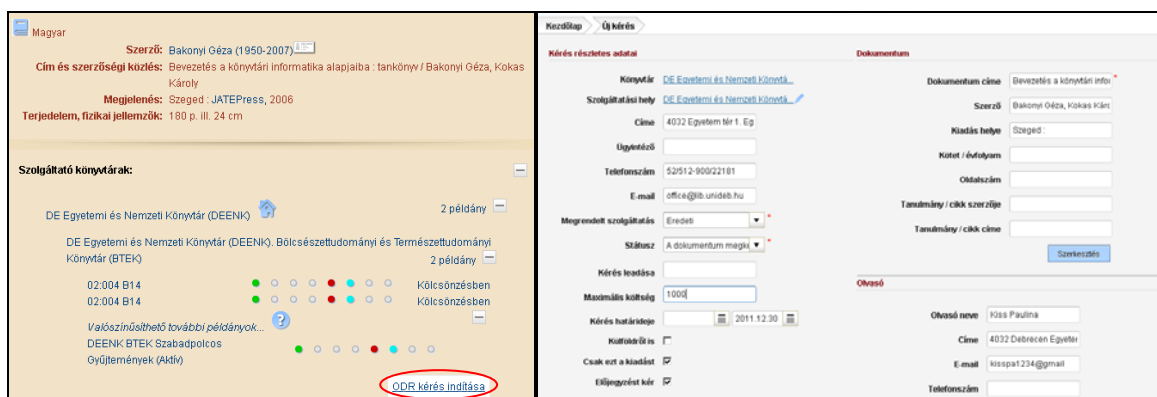 Magyar
Szerző: Bakonyi Géza (1950-2007)
Cím és szerzőségi közlés: Bevezetés a könyvtári informatika alapjaiba : tankönyv / Bakonyi Géza, Kokas
Károly
Megjelenés: Szeged : JATEPress, 2006
Terjedelem, fizikai jellemzők: 180 p. ill. 24 cm
Szolgáltató könyvtárak:
DE Egyetemi és Nemzeti Könyvtár (DEENK) 2 példány
DE Egyetemi és Nemzeti Könyvtár (DEENK). Bölcsészettudományi és Természettudományi
Könyvtár (BTEK) 2 példány
02:004 B14 Kölcsönzésben
02:004 B14 Kölcsönzésben
Valószínűsíthető további példányok...
DEENK BTEK Szabadpolcos
Gyűjtemények (Aktív)
ODR kérés indítása
Kezdőlap Új kérés
Kérés részletes adatai
Könyvtár DE Egyetemi és Nemzeti Könyvtá...
Szolgáltatási hely DE Egyetemi és Nemzeti Könyvtá...
Címe 4032 Egyetem tér 1. Eg
Ügyintéző
Telefonszám 52/512-900/22181
E-mail office@lib.unideb.hu
Megrendelt szolgáltatás Eredeti *
Státusz A dokumentum megk *
Kérés leadása
Maximális költség 1000
Kérés határideje 2011.12.30
Külföldről is
Csak ezt a kiadást
Előjegyzést kér
Dokumentum
Dokumentum címe Bevezetés a könyvtári infor *
Szerző Bakonyi Géza, Kokas Káro
Kiadás helye Szeged :
Kötet / évfolyam
Oldalszám
Tanulmány / cikk szerzője
Tanulmány / cikk címe
Szerkesztés
Olvasó
Olvasó neve Kiss Paulina
Címe 4032 Debrecen Egyetem
E-mail kisspa1234@gmail
Telefonszám